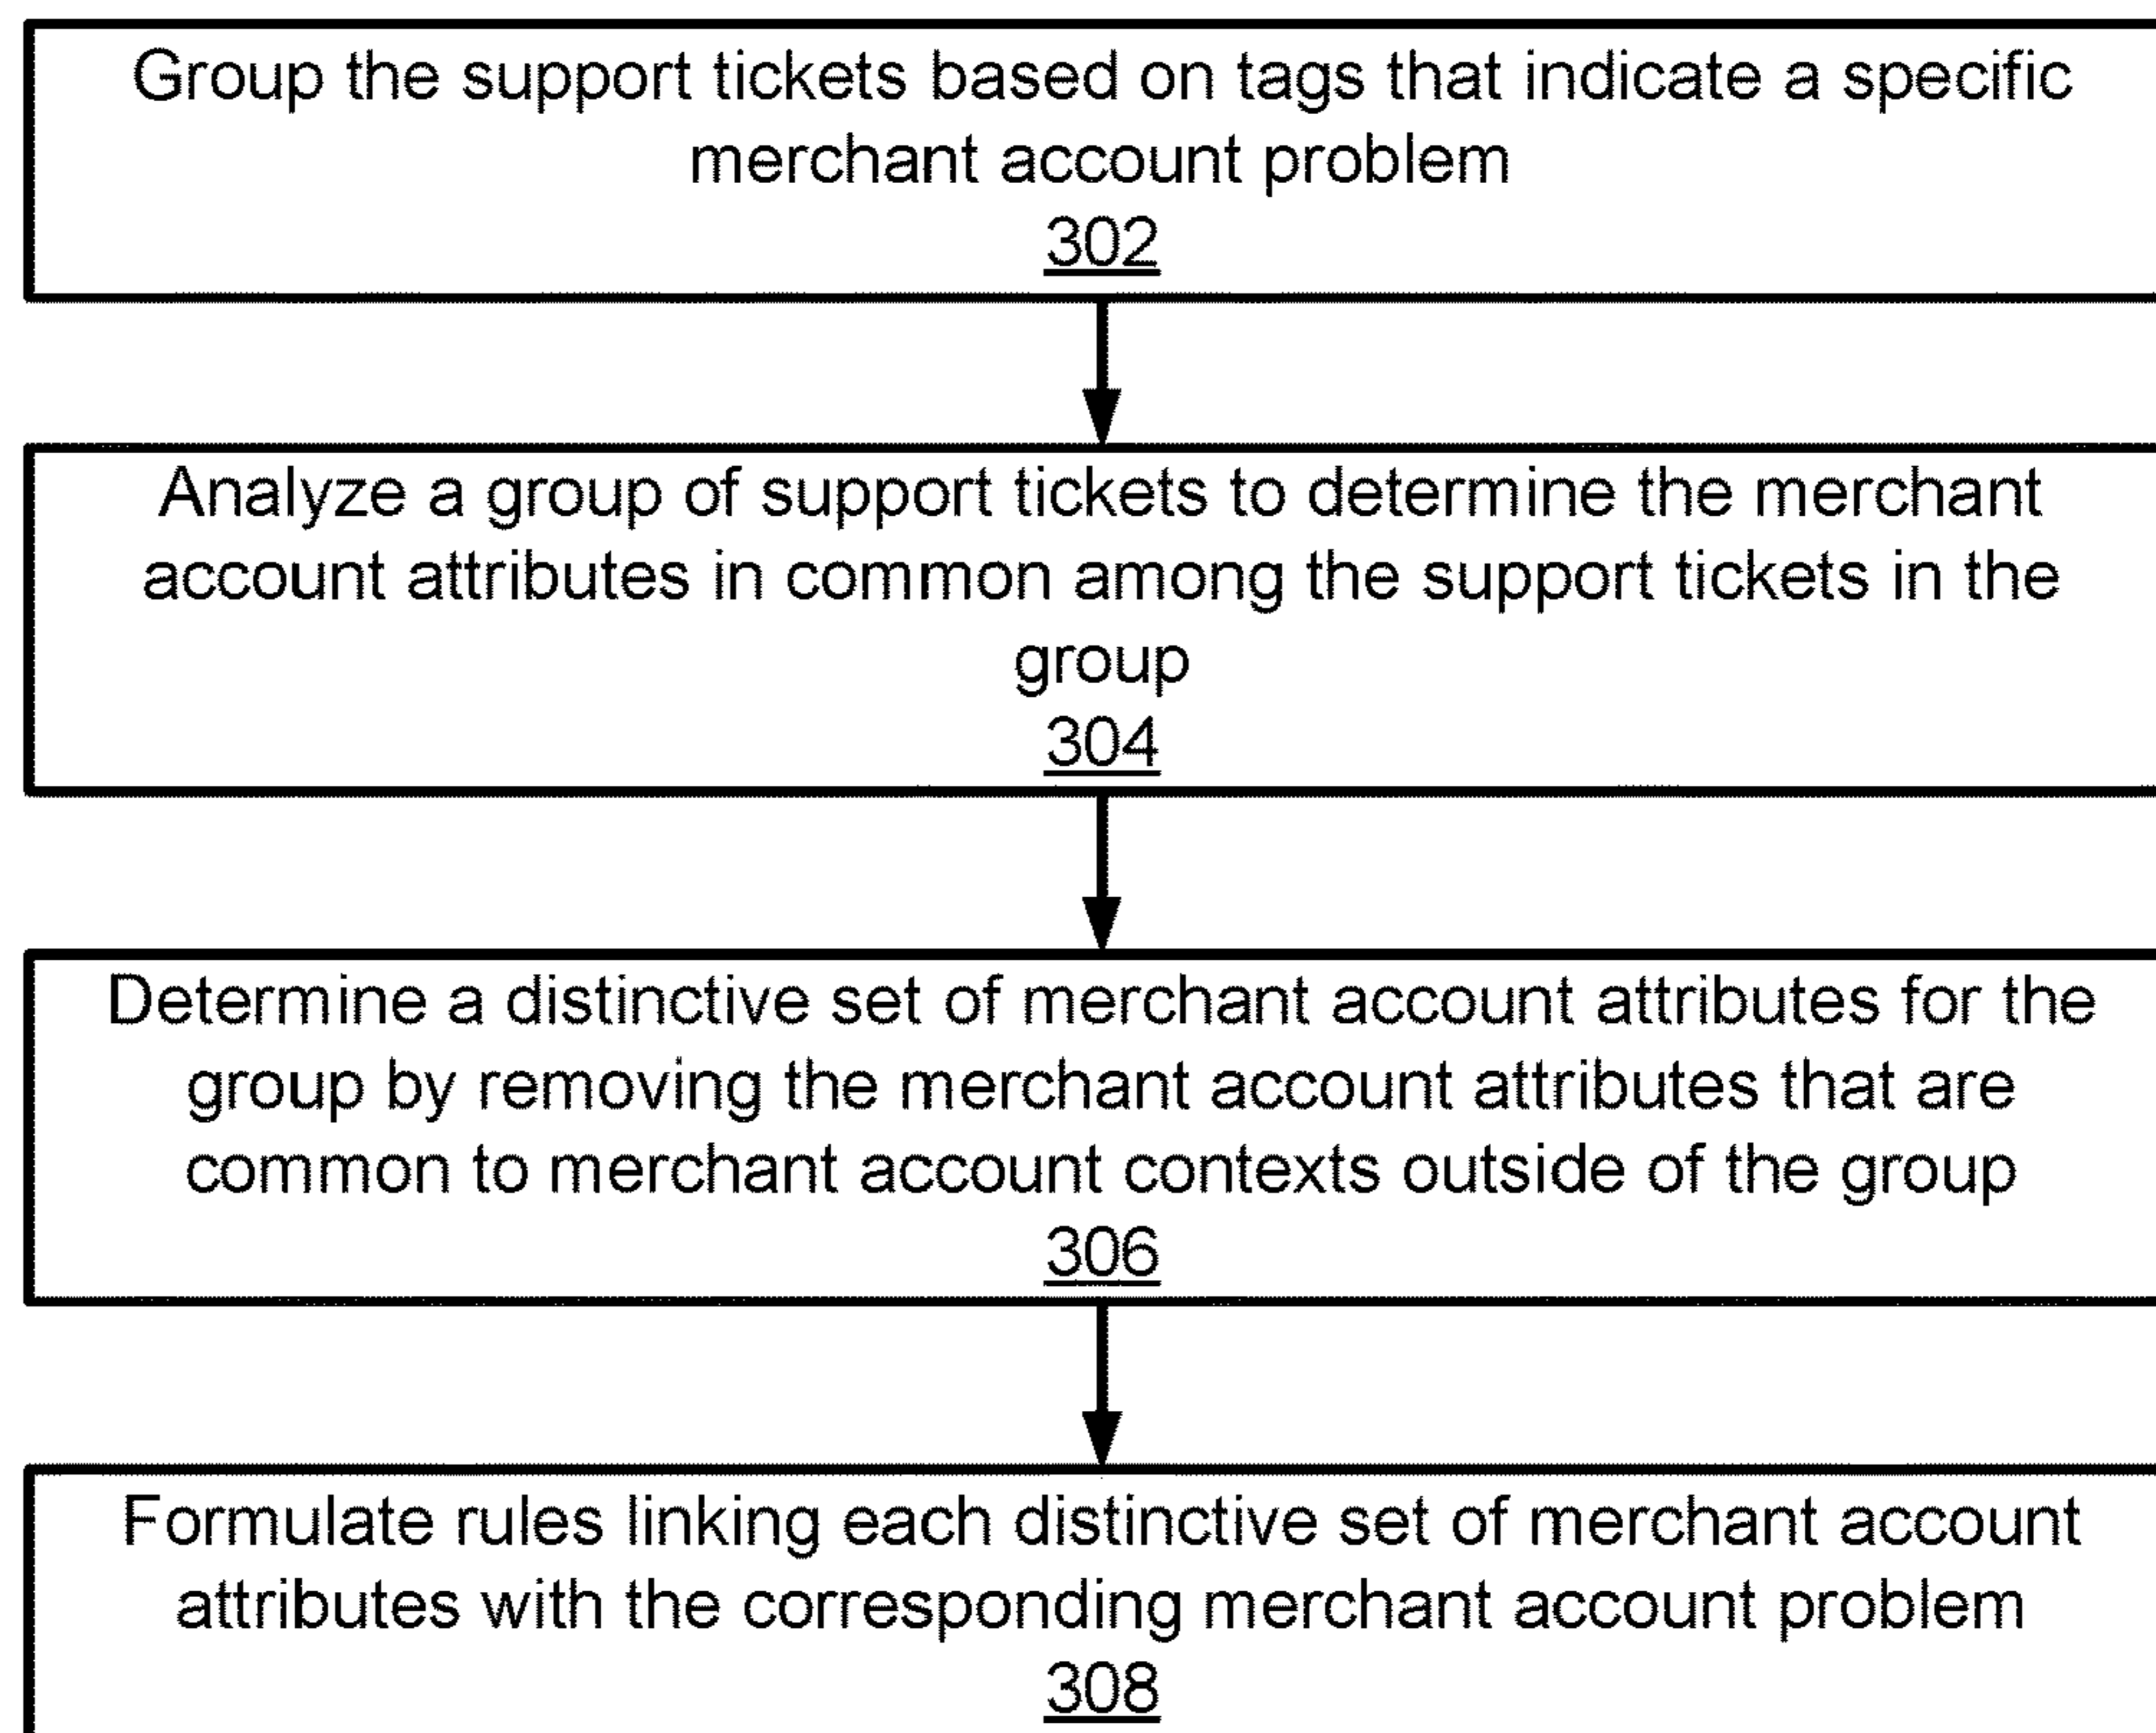 Group the support tickets based on tags that indicate a specific
merchant account problem
302
Analyze a group of support tickets to determine the merchant
account attributes in common among the support tickets in the
group
304
Determine a distinctive set of merchant account attributes for the
group by removing the merchant account attributes that are
common to merchant account contexts outside of the group
306
Formulate rules linking each distinctive set of merchant account
attributes with the corresponding merchant account problem
308